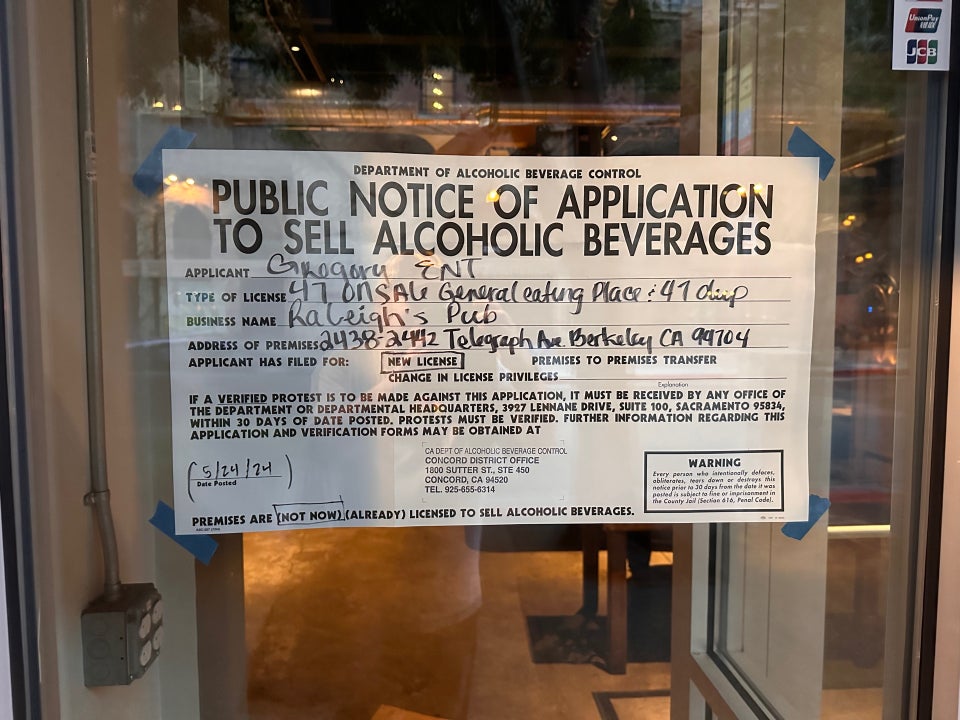 UnionPay
银联
JCB
DEPARTMENT OF ALCOHOLIC BEVERAGE CONTROL
PUBLIC NOTICE OF APPLICATION
TO SELL ALCOHOLIC BEVERAGES
APPLICANT Gregory ENT
TYPE OF LICENSE 47 ONSALE General eating Place : 47 dup
BUSINESS NAME Raleigh's Pub
ADDRESS OF PREMISES 2438-2442 Telegraph Ave. Berkeley CA 94704
APPLICANT HAS FILED FOR: NEW LICENSE PREMISES TO PREMISES TRANSFER
CHANGE IN LICENSE PRIVILEGES
Explanation
IF A VERIFIED PROTEST IS TO BE MADE AGAINST THIS APPLICATION, IT MUST BE RECEIVED BY ANY OFFICE OF
THE DEPARTMENT OR DEPARTMENTAL HEADQUARTERS, 3927 LENNANE DRIVE, SUITE 100, SACRAMENTO 95834,
WITHIN 30 DAYS OF DATE POSTED. PROTESTS MUST BE VERIFIED. FURTHER INFORMATION REGARDING THIS
APPLICATION AND VERIFICATION FORMS MAY BE OBTAINED AT
CA DEPT OF ALCOHOLIC BEVERAGE CONTROL
CONCORD DISTRICT OFFICE
1800 SUTTER ST., STE 450
CONCORD, CA 94520
TEL. 925-655-6314
(5/24/24)
Date Posted
WARNING
Every person who intentionally defaces,
obliterates, tears down or destroys this
notice prior to 30 days from the date it was
posted is subject to fine or imprisonment in
the County Jail (Section 616, Penal Code).
PREMISES ARE (NOT NOW) (ALREADY) LICENSED TO SELL ALCOHOLIC BEVERAGES.